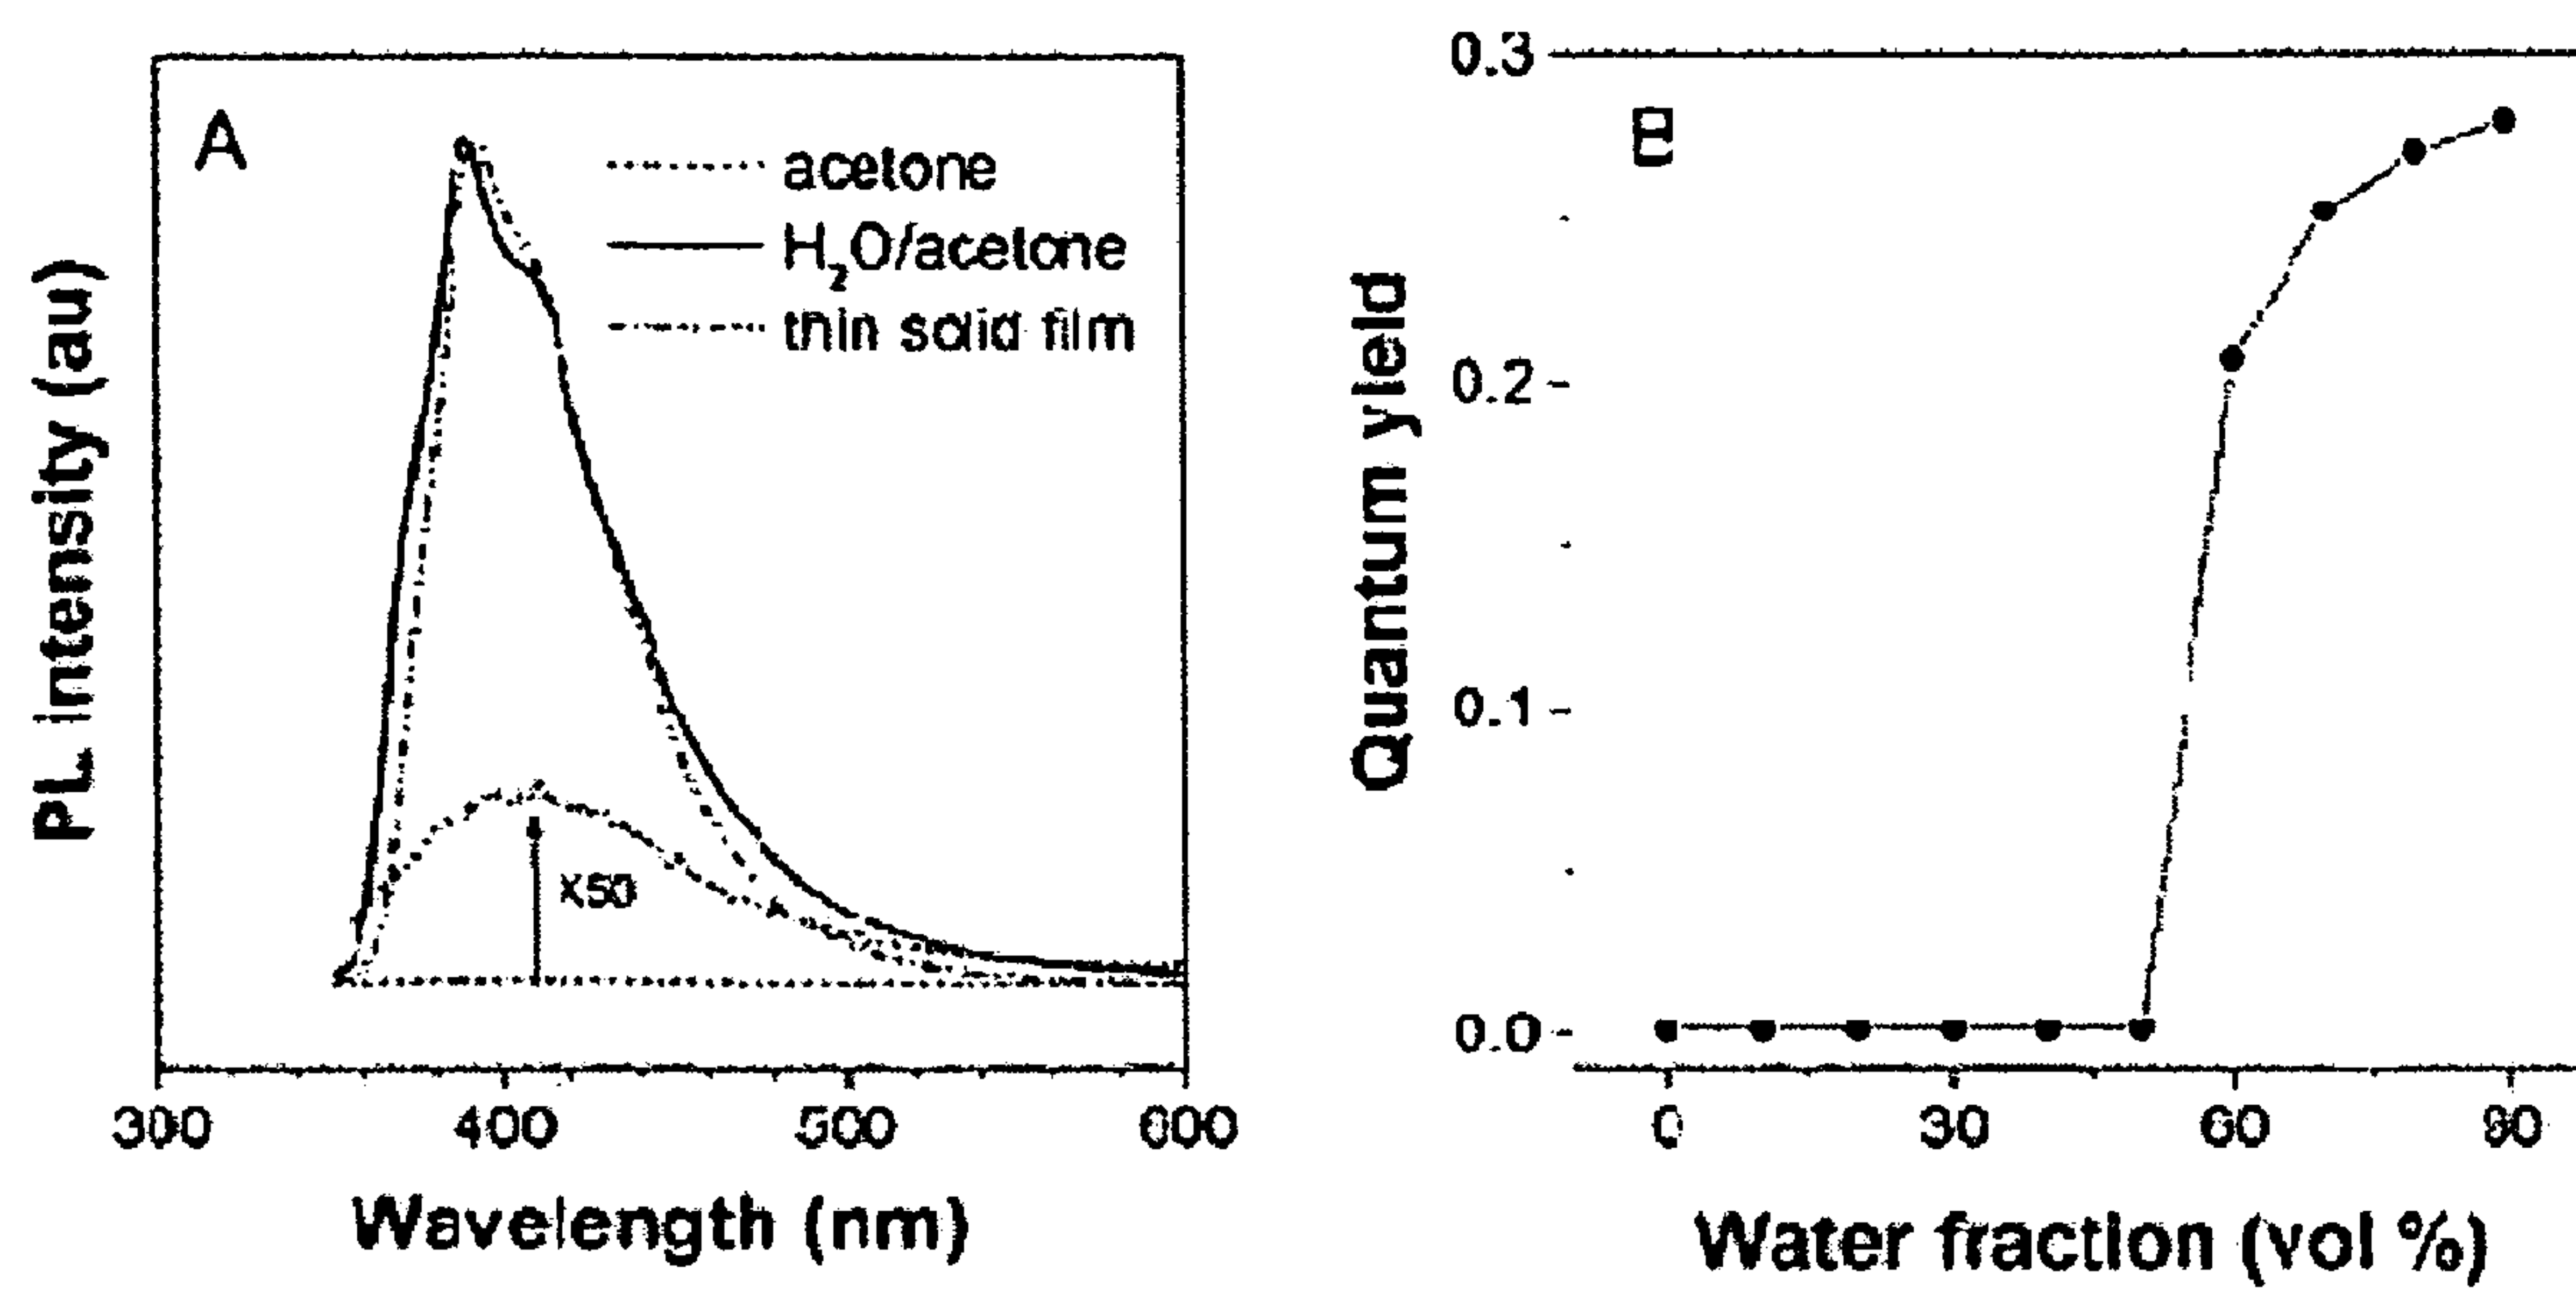 A
acetone
H₂O/acetone
thin solid film
X50
300
400
500
600
Wavelength (nm)
PL intensity (au)
B
0.3
0.2
0.1
0.0
0
30
60
90
Water fraction (vol %)
Quantum yield